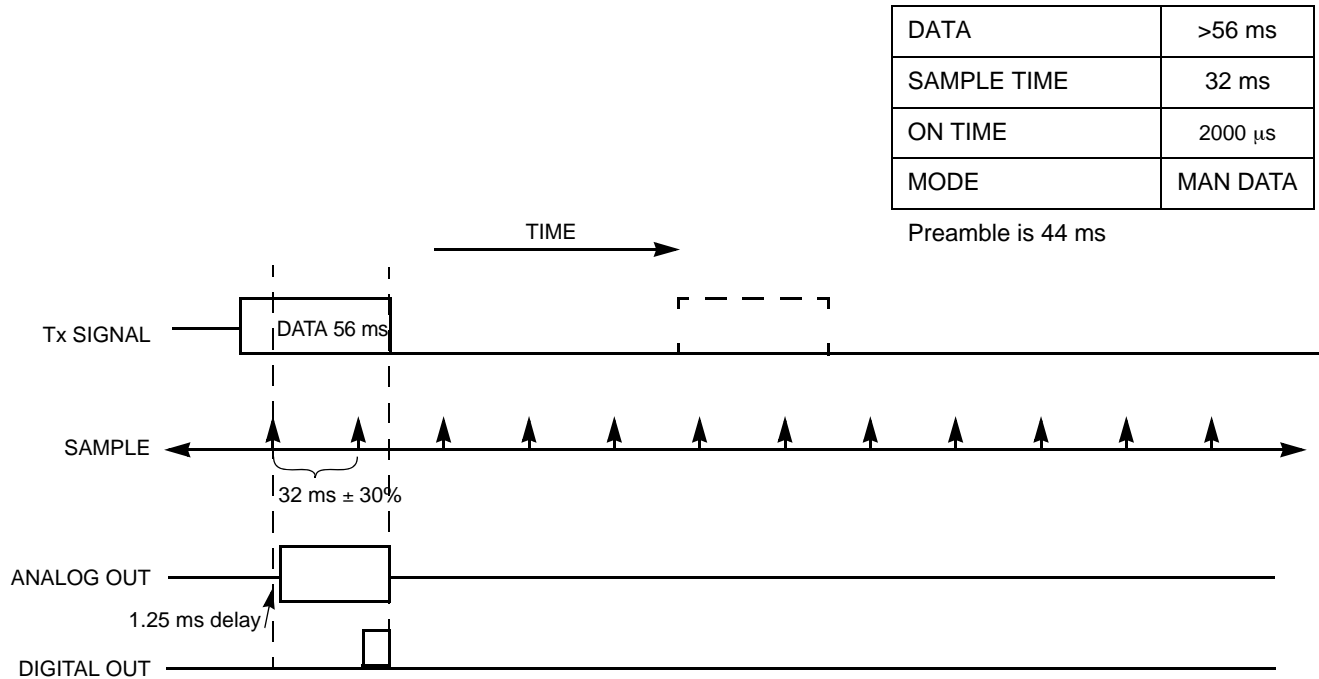 DATA >56 ms
SAMPLE TIME 32 ms
ON TIME 2000 μs
MODE MAN DATA
Preamble is 44 ms
TIME
Tx SIGNAL
DATA 56 ms
SAMPLE
32 ms ± 30%
ANALOG OUT
1.25 ms delay
DIGITAL OUT